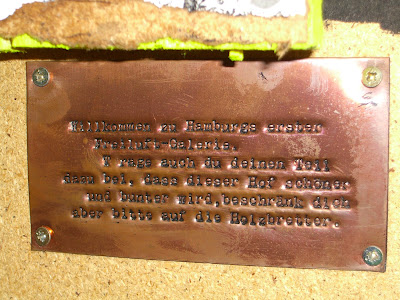 Willkommen zu Hamburgs erster
Freiluft-Galerie.
T rage auch du deinen Teil
dazu bei, dass dieser Hof schöner
und bunter wird,beschränk dich
aber bitte auf die Holzbretter.